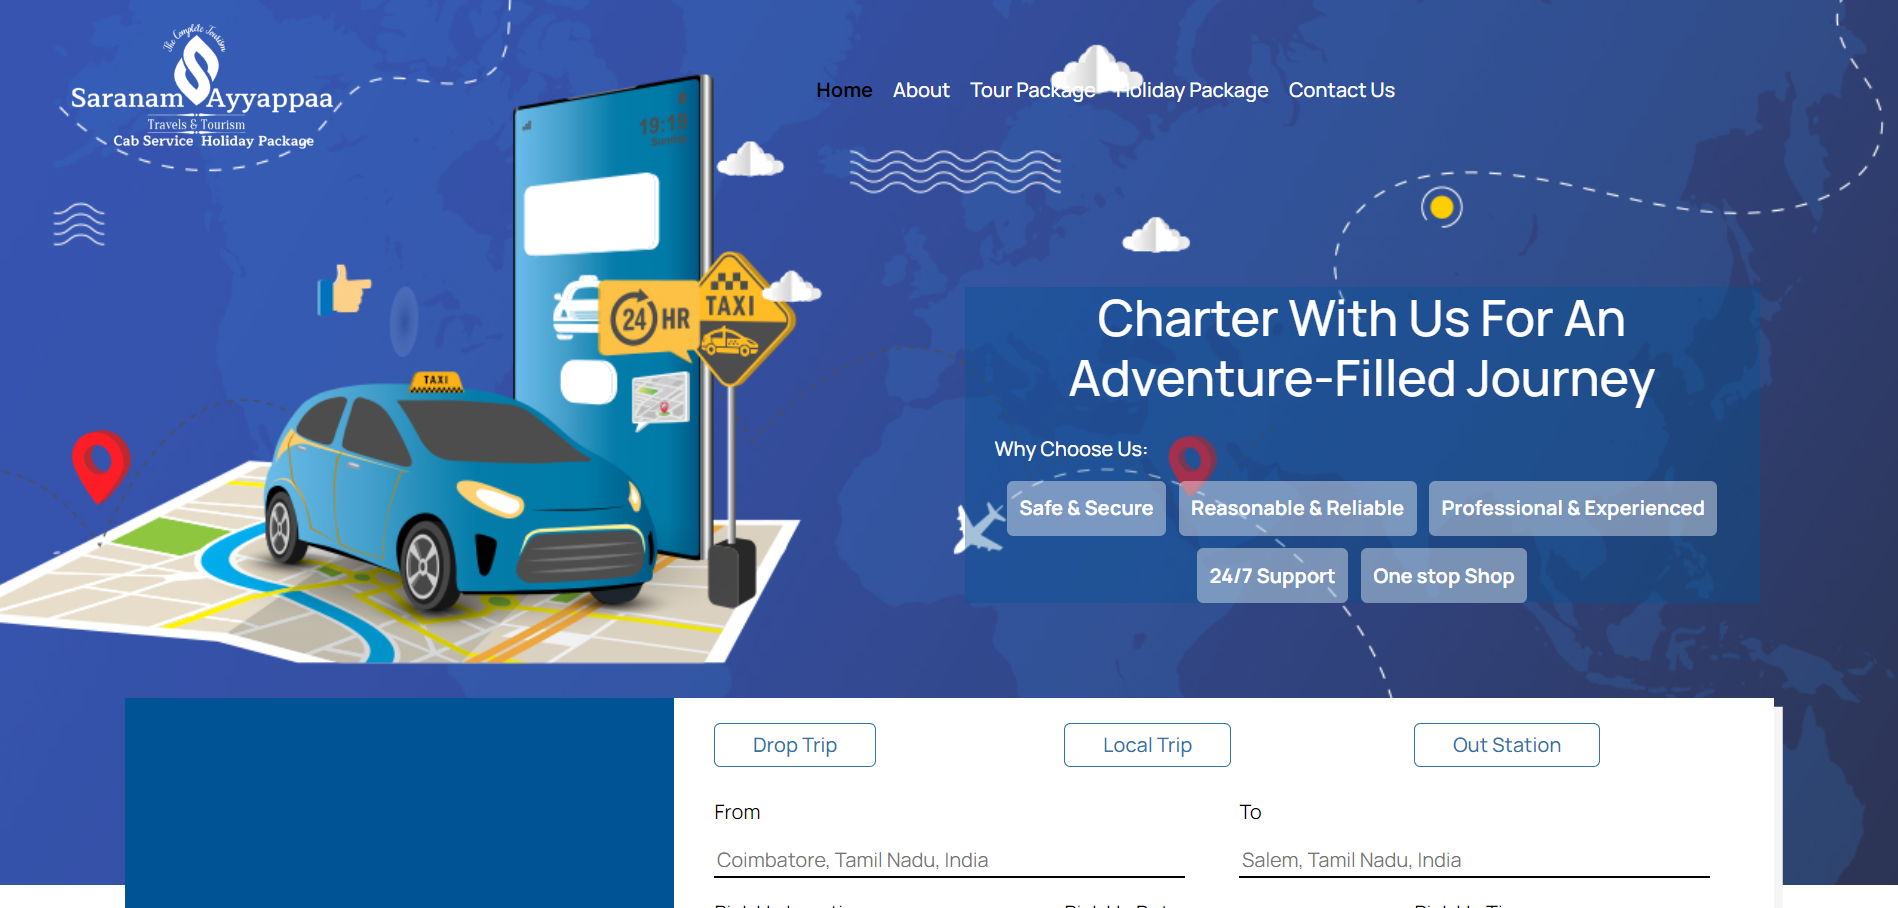 The Complete Tourism
Saranam Ayyappaa
Travels & Tourism
Cab Service Holiday Package
Home About Tour Package Holiday Package Contact Us
19:19
Sunday
24 HR
TAXI
TAXI
Charter With Us For An
Adventure-Filled Journey
Why Choose Us:
Safe & Secure Reasonable & Reliable Professional & Experienced
24/7 Support One stop Shop
Drop Trip Local Trip Out Station
From To
Coimbatore, Tamil Nadu, India Salem, Tamil Nadu, India